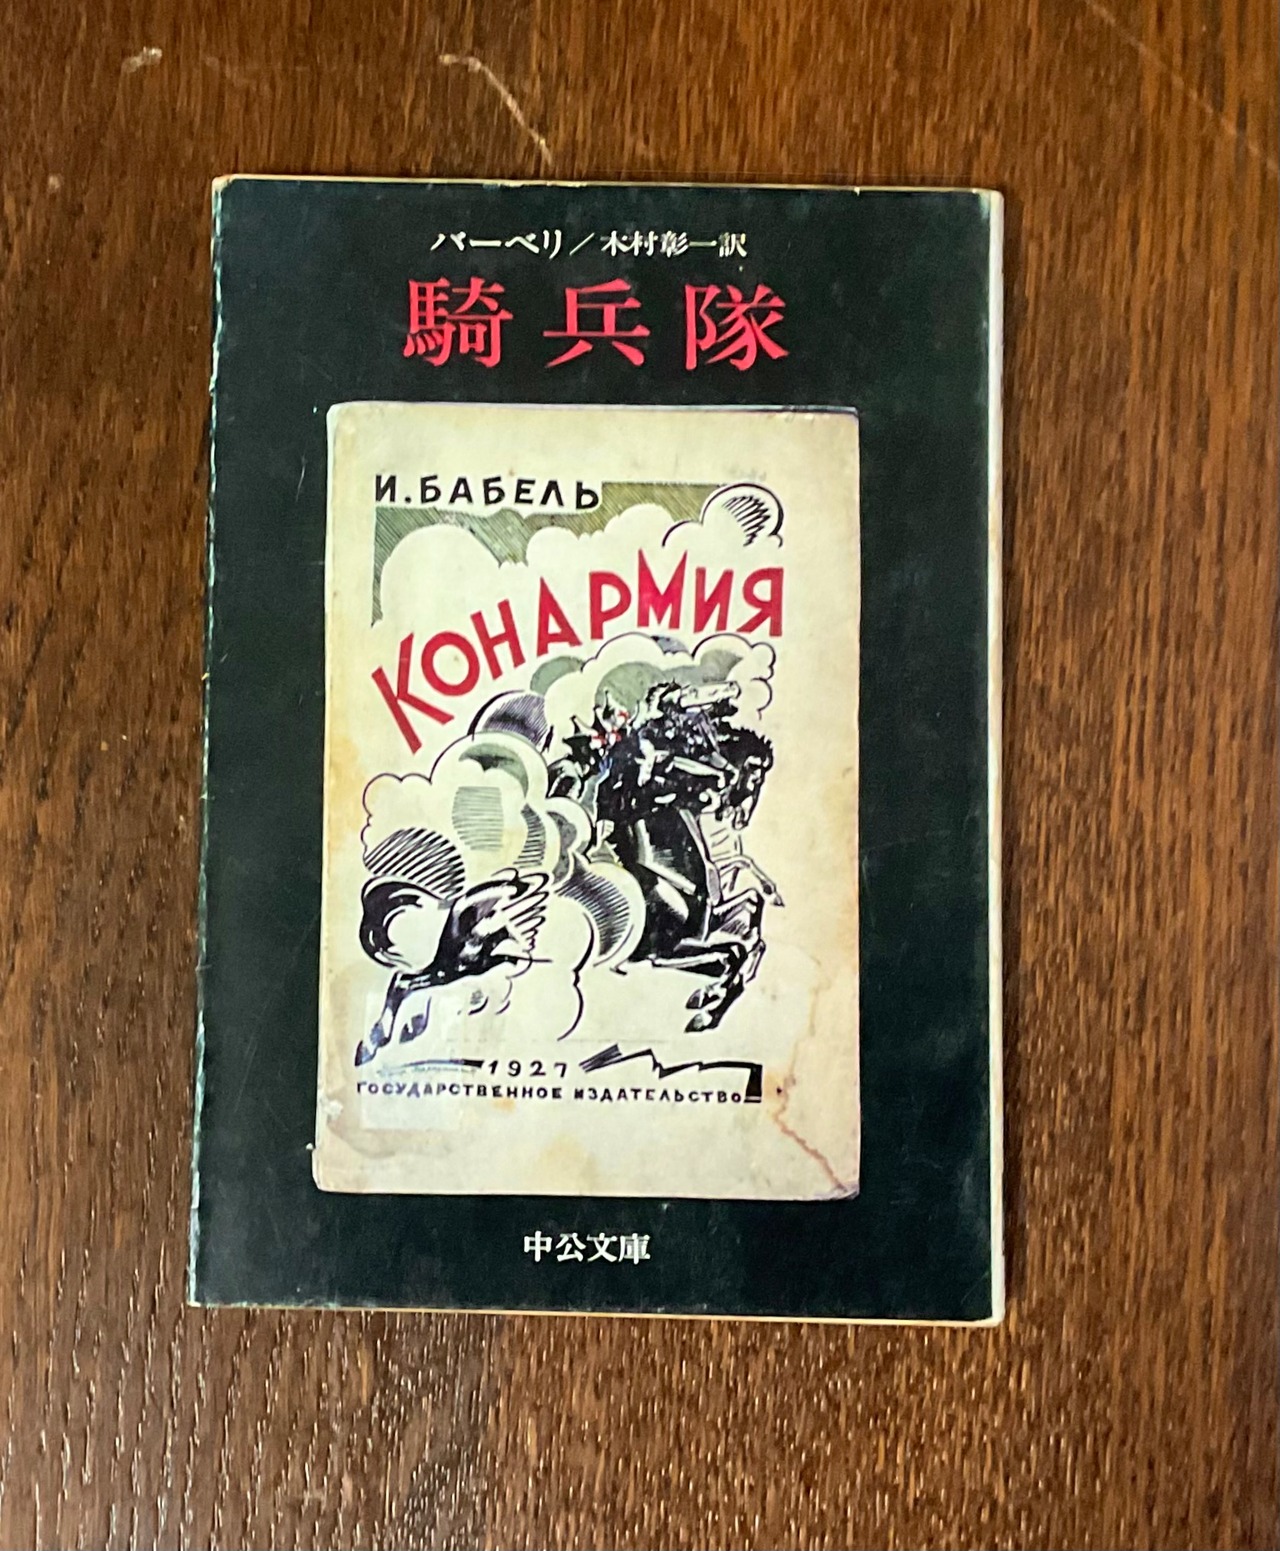 バーベリ／木村彰一訳
騎兵隊
И.БАБЕЛЬ
КОНАРМИЯ
1927
ГОСУДАРСТВЕННОЕ ИЗДАТЕЛЬСТВО
中公文庫